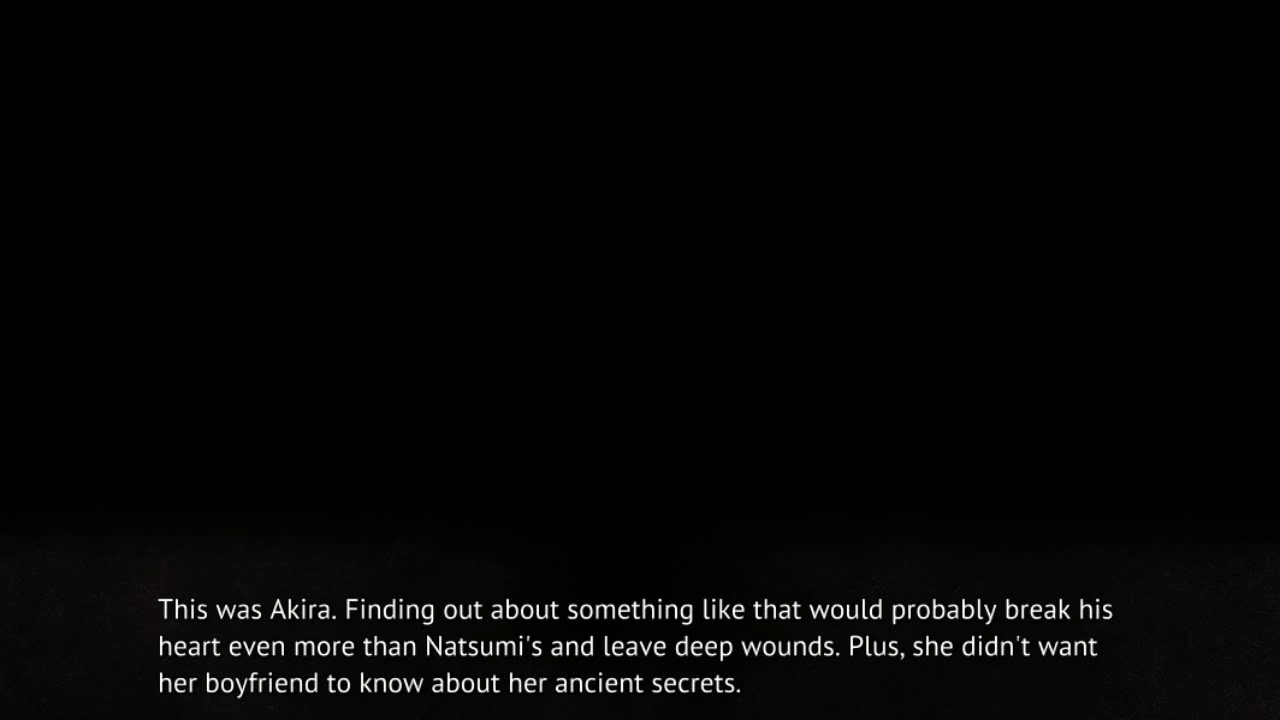 This was Akira. Finding out about something like that would probably break his
heart even more than Natsumi's and leave deep wounds. Plus, she didn't want
her boyfriend to know about her ancient secrets.